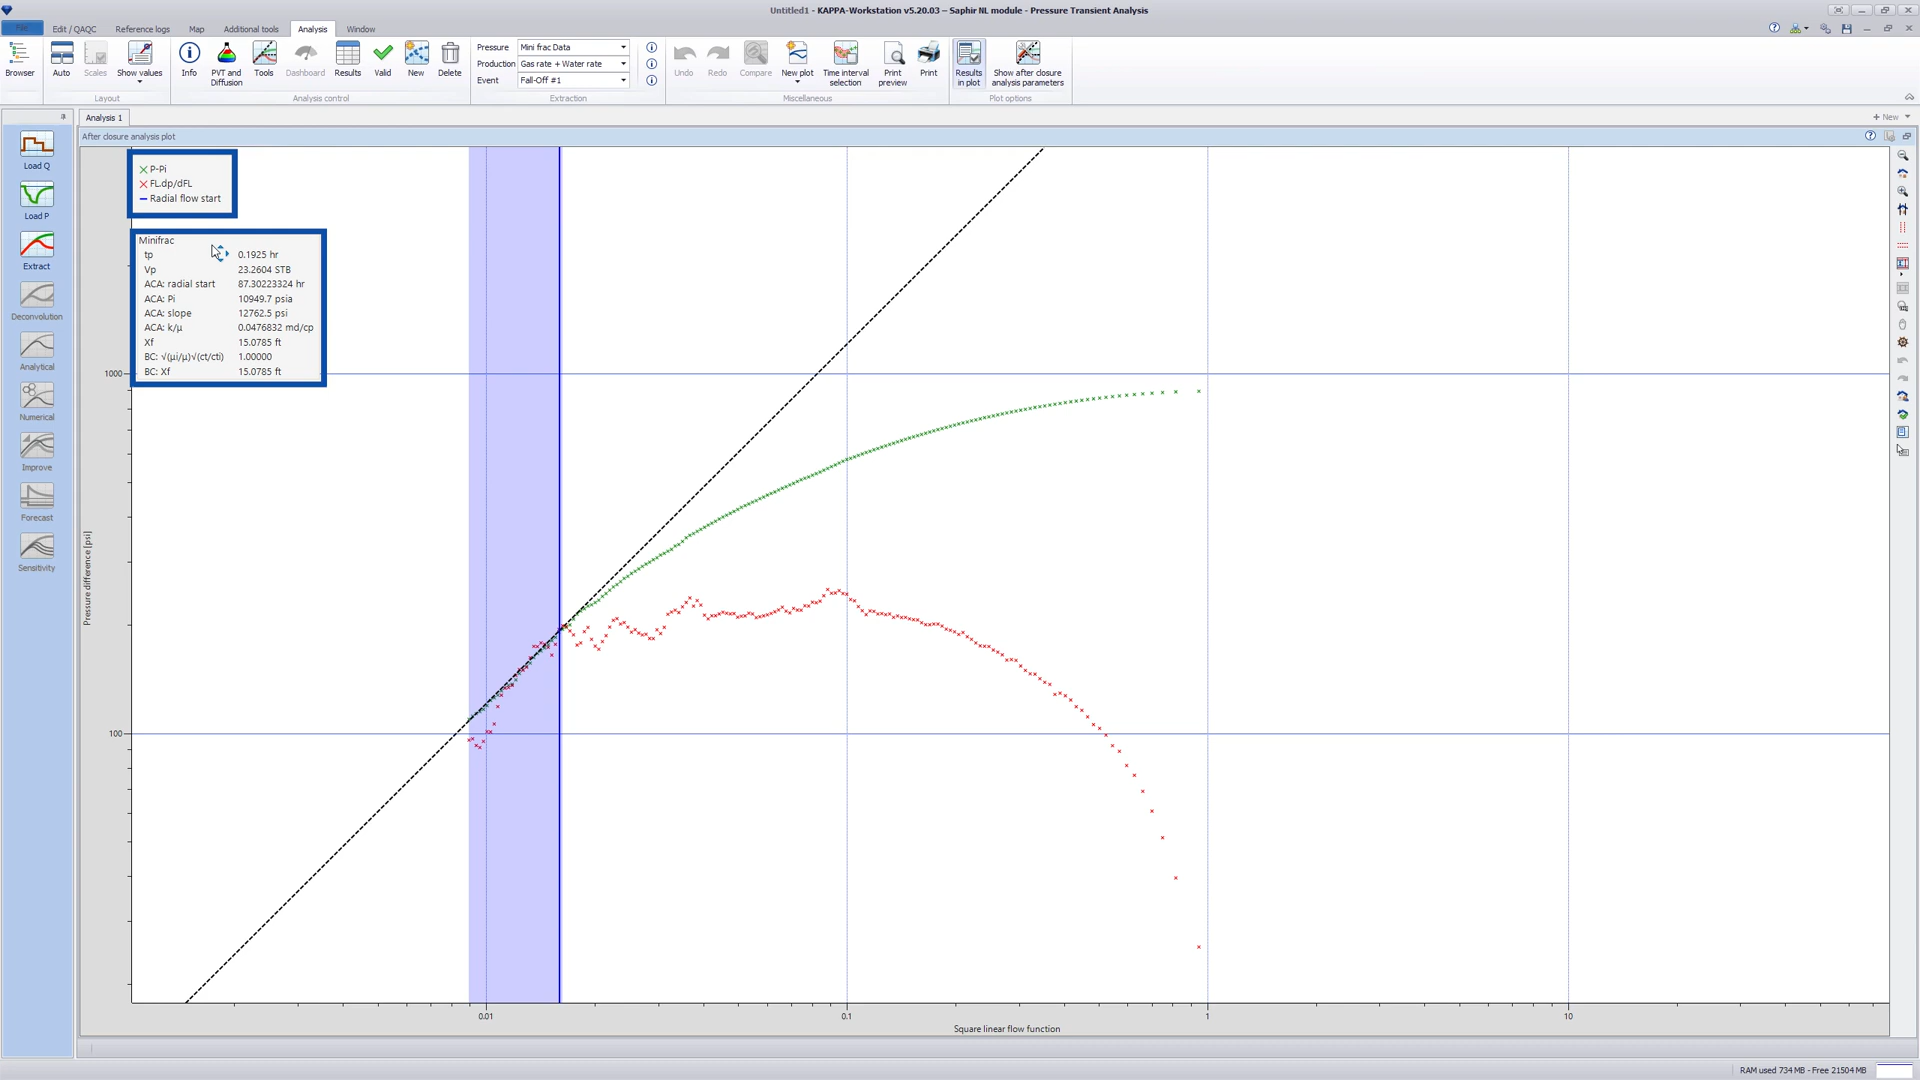 Untitled1 - KAPPA-Workstation v5.20.03 - Saphir NL module - Pressure Transient Analysis
Edit / QAQC
Reference logs
Map
Additional tools
Analysis
Window
Browser
Auto
Scales
Show values
Layout
Info
PVT and Diffusion
Tools
Dashboard
Results
Valid
New
Delete
Analysis control
Pressure Mini frac Data
Production Gas rate + Water rate
Event Fall-Off #1
Extraction
Undo
Redo
Compare
New plot
Time interval selection
Print preview
Print
Miscellaneous
Results in plot
Show after closure analysis parameters
Plot options
Analysis 1
+ New
After closure analysis plot
Load Q
Load P
Extract
Deconvolution
Analytical
Numerical
Improve
Forecast
Sensitivity
P-Pi
FL.dp/dFL
Radial flow start
Minifrac
tp 0.1925 hr
Vp 23.2604 STB
ACA: radial start 87.30223324 hr
ACA: Pi 10949.7 psia
ACA: slope 12762.5 psi
ACA: k/µ 0.0476832 md/cp
Xf 15.0785 ft
BC: √(µi/µ)√(ct/cti) 1.00000
BC: Xf 15.0785 ft
1000
100
Pressure difference [psi]
0.01
0.1
1
10
Square linear flow function
RAM used 734 MB - Free 21504 MB